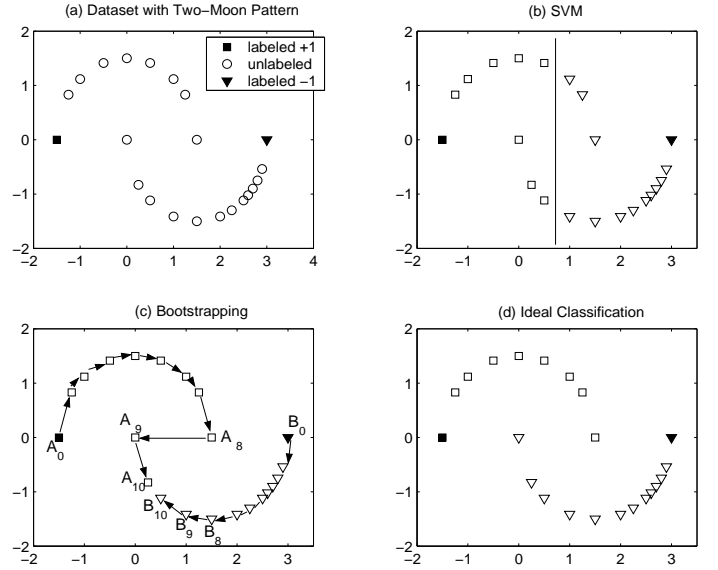 (a) Dataset with Two−Moon Pattern
labeled +1
unlabeled
labeled −1
2
1
0
−1
−2
−2 −1 0 1 2 3 4
(b) SVM
2
1
0
−1
−2
−2 −1 0 1 2 3
(c) Bootstrapping
A0
A8
A9
A10
B0
B8
B9
B10
2
1
0
−1
−2
−2 −1 0 1 2 3
(d) Ideal Classification
2
1
0
−1
−2
−2 −1 0 1 2 3